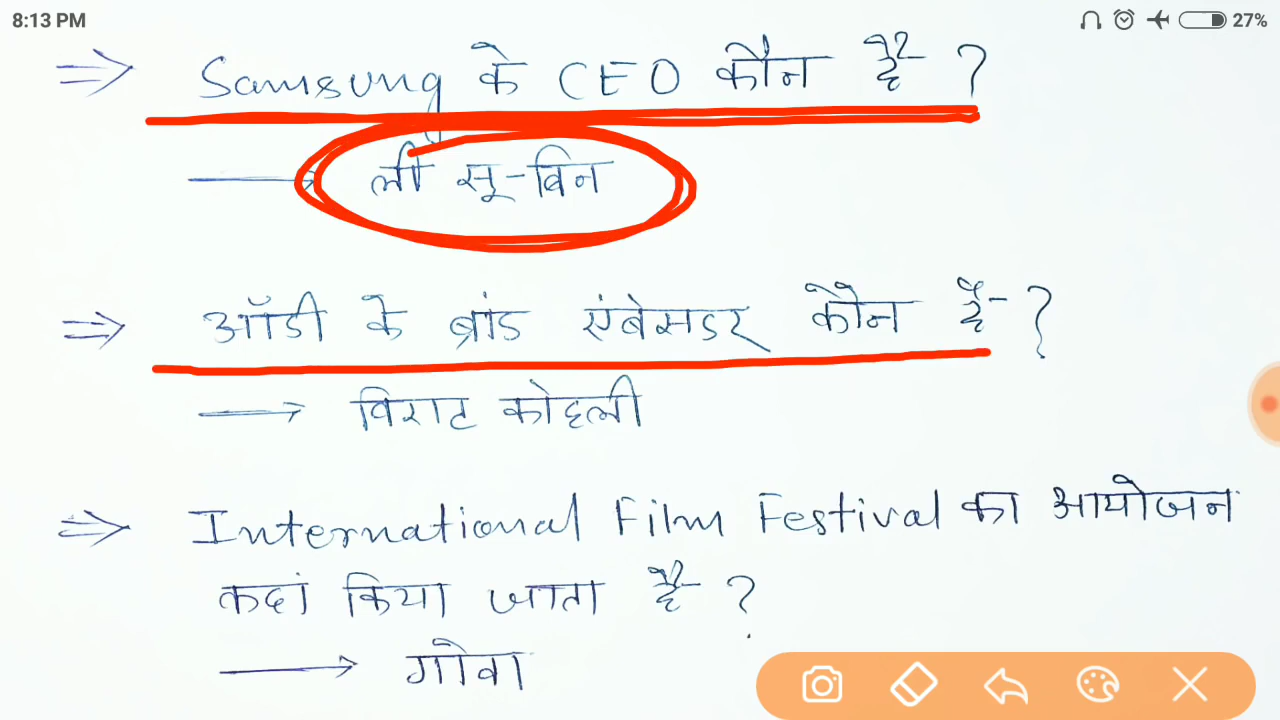 8:13 PM 27%
⇒ Samsung के CEO कौन हैं ?
→ ली सू-बिन
⇒ ऑडी के ब्रांड एंबेसडर कौन हैं ?
→ विराट कोहली
⇒ International Film Festival का आयोजन
कहां किया जाता हैं ?
→ गोवा